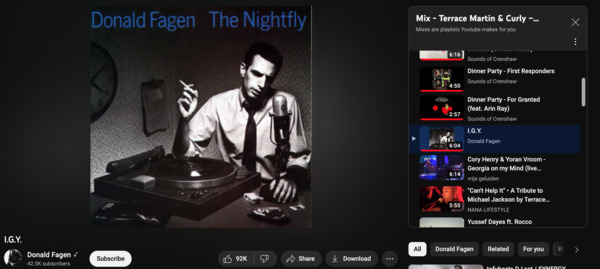 Donald Fagen The Nightfly
Mix - Terrace Martin & Curly –...
Mixes are playlists Youtube makes for you
6:16
Sounds of Crenshaw
Dinner Party - First Responders
4:50
Sounds of Crenshaw
Dinner Party - For Granted
(feat. Arin Ray)
2:57
Sounds of Crenshaw
I.G.Y.
Donald Fagen
6:04
Cory Henry & Yoran Vroom -
Georgia on my Mind (live...
6:14
vrije geluiden
"Can't Help It" • A Tribute to
Michael Jackson by Terrace...
5:55
NANA LIFESTYLE
Yussef Dayes ft. Rocco
I.G.Y.
Donald Fagen
42.5K subscribers
Subscribe
92K
Share
Download
All
Donald Fagen
Related
For you